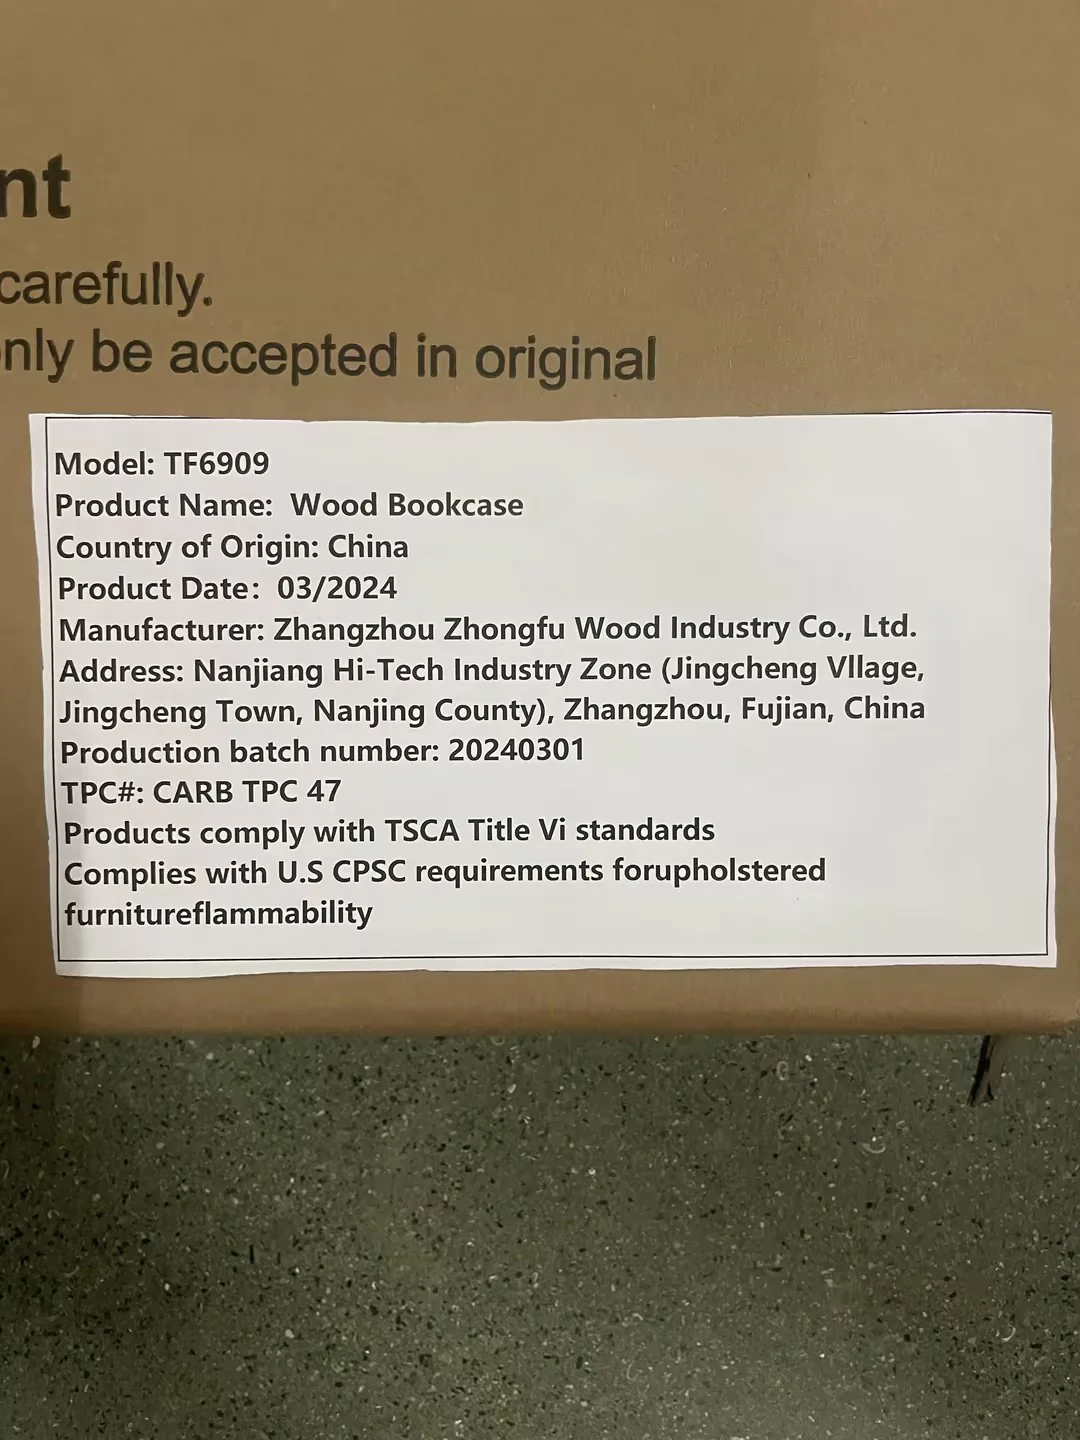 nt
carefully.
nly be accepted in original
Model: TF6909
Product Name:  Wood Bookcase
Country of Origin: China
Product Date:  03/2024
Manufacturer: Zhangzhou Zhongfu Wood Industry Co., Ltd.
Address: Nanjiang Hi-Tech Industry Zone (Jingcheng Vllage,
Jingcheng Town, Nanjing County), Zhangzhou, Fujian, China
Production batch number: 20240301
TPC#: CARB TPC 47
Products comply with TSCA Title Vi standards
Complies with U.S CPSC requirements forupholstered
furnitureflammability